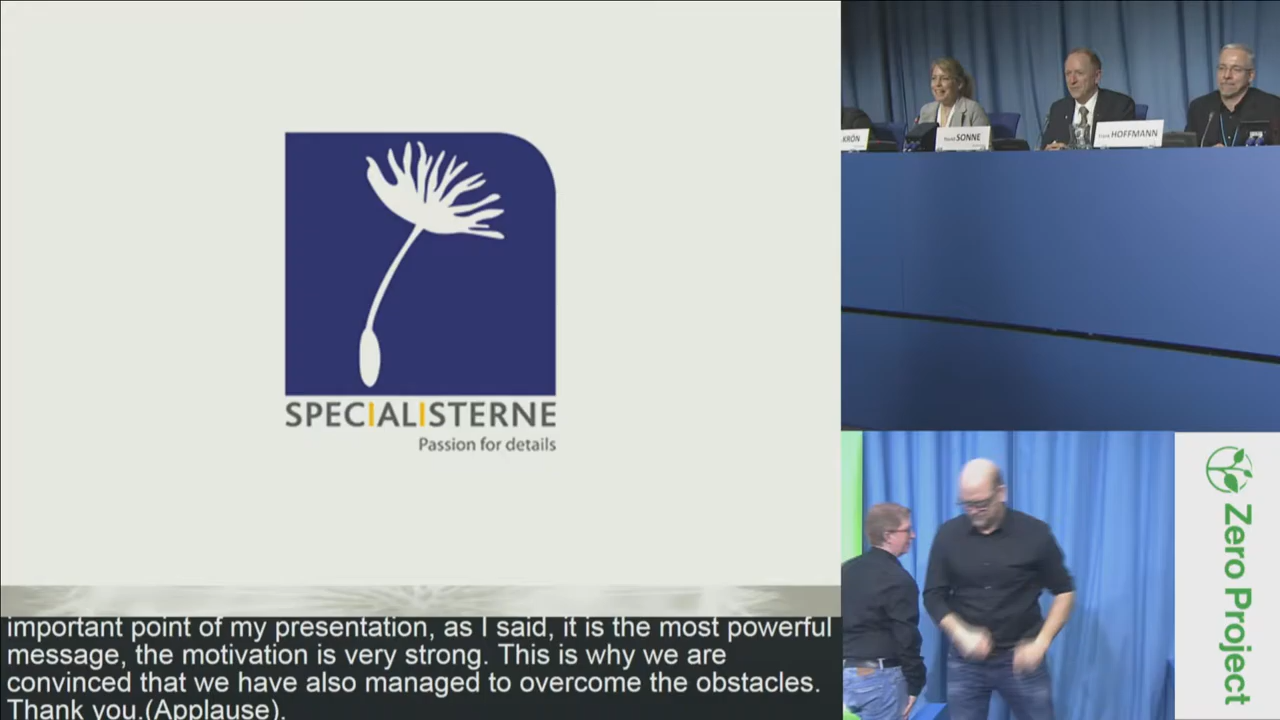 SPECIALISTERNE
Passion for details
important point of my presentation, as I said, it is the most powerful
message, the motivation is very strong. This is why we are
convinced that we have also managed to overcome the obstacles.
Thank you.(Applause).
KRÖN
SONNE
HOFFMANN
Zero Project